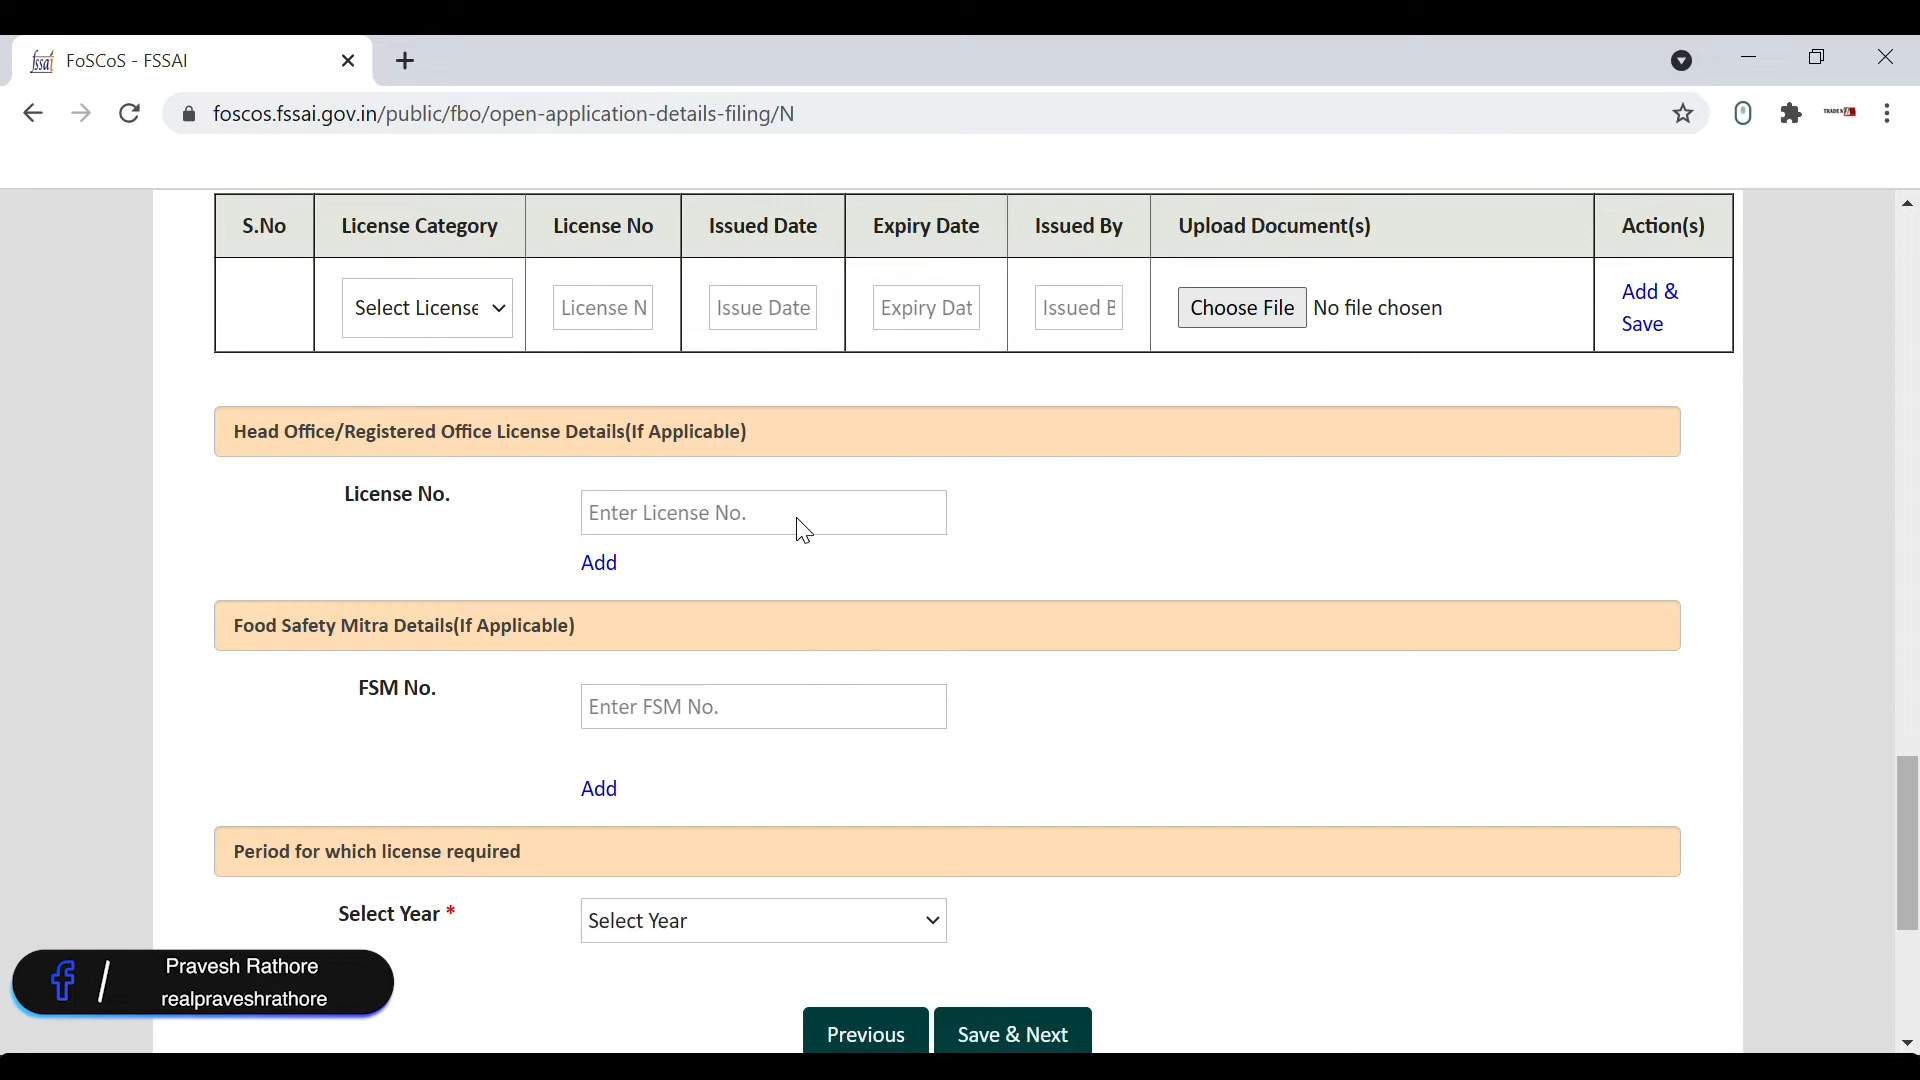 FoSCoS - FSSAI
foscos.fssai.gov.in/public/fbo/open-application-details-filing/N
S.No License Category License No Issued Date Expiry Date Issued By Upload Document(s) Action(s)
Select License License N Issue Date Expiry Dat Issued B Choose File No file chosen Add &
Save
Head Office/Registered Office License Details(If Applicable)
License No.
Enter License No.
Add
Food Safety Mitra Details(If Applicable)
FSM No.
Enter FSM No.
Add
Period for which license required
Select Year * Select Year
Pravesh Rathore
realpraveshrathore
Previous Save & Next